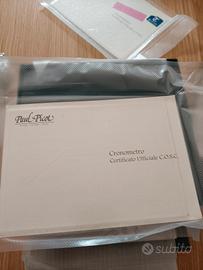 Paul Picot
Cronometro
Certificato Ufficiale C.O.S.C.
subito